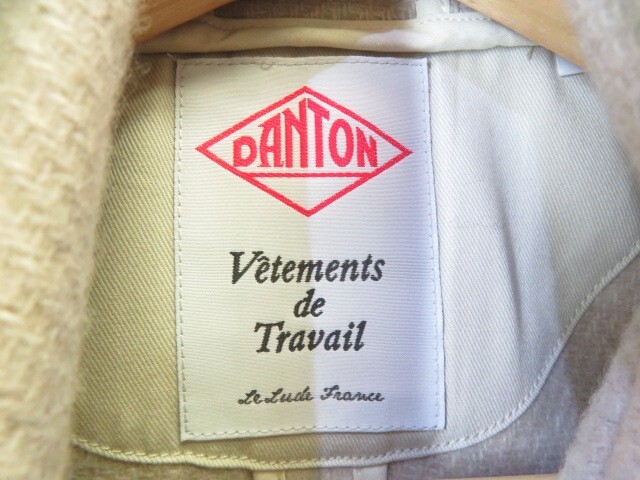 DANTON
Vêtements
de
Travail
Le Lude France